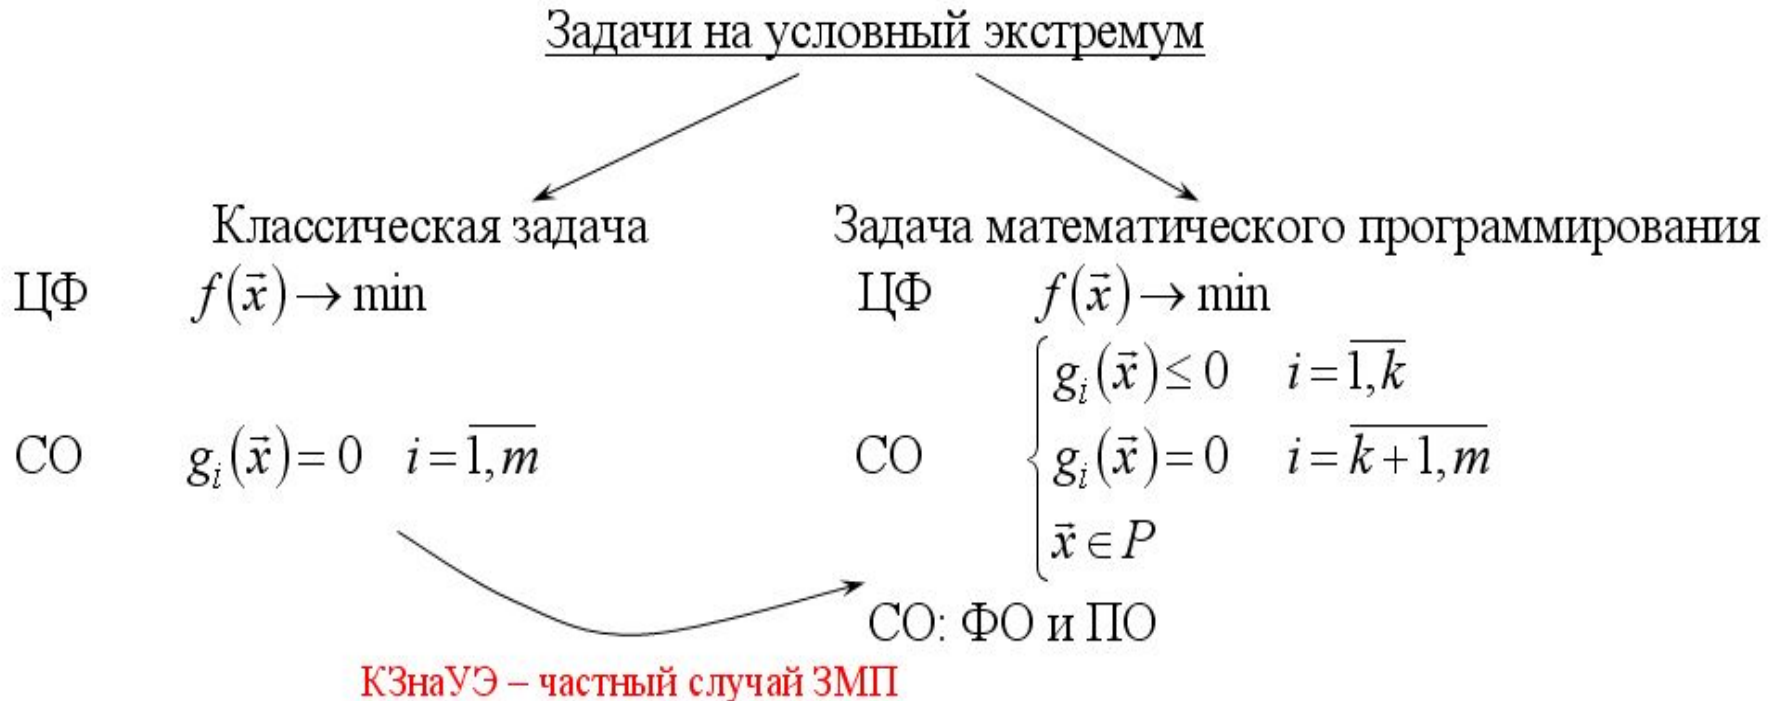 Задачи на условный экстремум
Классическая задача
ЦФ f(x⃗) → min
СО gᵢ(x⃗) = 0 i = 1,m
Задача математического программирования
ЦФ f(x⃗) → min
gᵢ(x⃗) ≤ 0 i = 1,k
СО gᵢ(x⃗) = 0 i = k+1,m
x⃗ ∈ P
СО: ФО и ПО
КЗнаУЭ – частный случай ЗМП